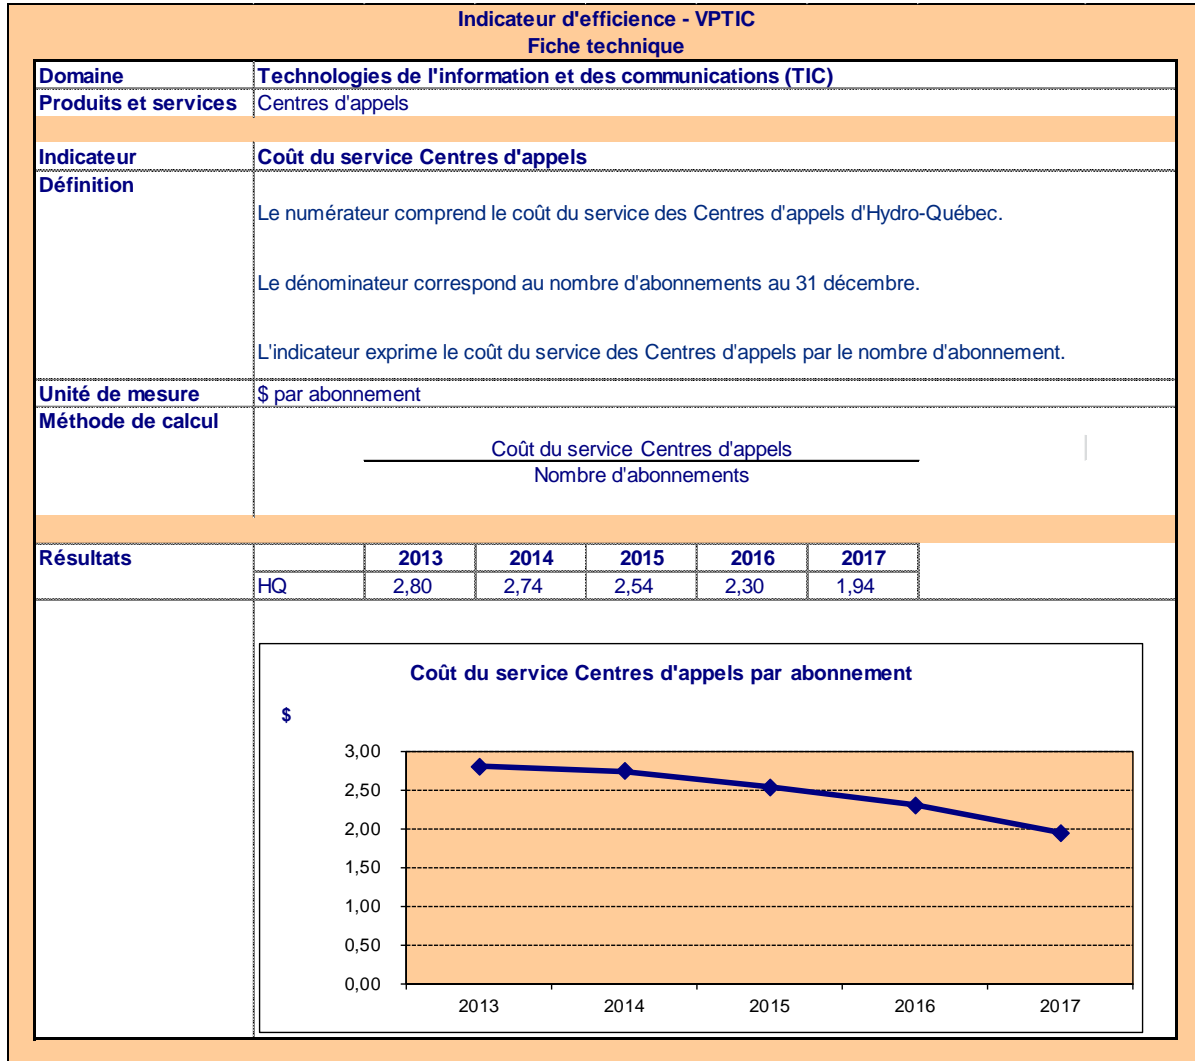 Indicateur d'efficience - VPTIC
Fiche technique
Domaine Technologies de l'information et des communications (TIC)
Produits et services Centres d'appels
Indicateur Coût du service Centres d'appels
Définition
Le numérateur comprend le coût du service des Centres d'appels d'Hydro-Québec.
Le dénominateur correspond au nombre d'abonnements au 31 décembre.
L'indicateur exprime le coût du service des Centres d'appels par le nombre d'abonnement.
Unité de mesure $ par abonnement
Méthode de calcul
Coût du service Centres d'appels
Nombre d'abonnements
Résultats 2013 2014 2015 2016 2017
HQ 2,80 2,74 2,54 2,30 1,94
Coût du service Centres d'appels par abonnement
$
3,00
2,50
2,00
1,50
1,00
0,50
0,00
2013 2014 2015 2016 2017